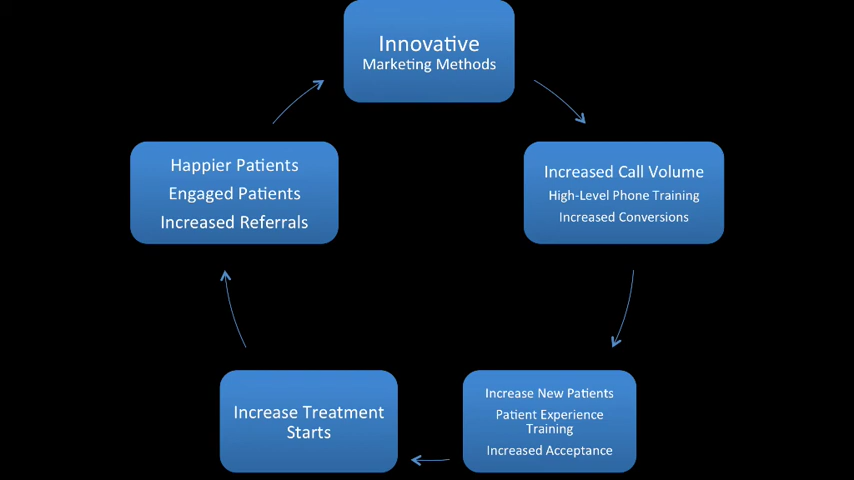 Innovative
Marketing Methods
Increased Call Volume
High-Level Phone Training
Increased Conversions
Increase New Patients
Patient Experience
Training
Increased Acceptance
Increase Treatment
Starts
Happier Patients
Engaged Patients
Increased Referrals